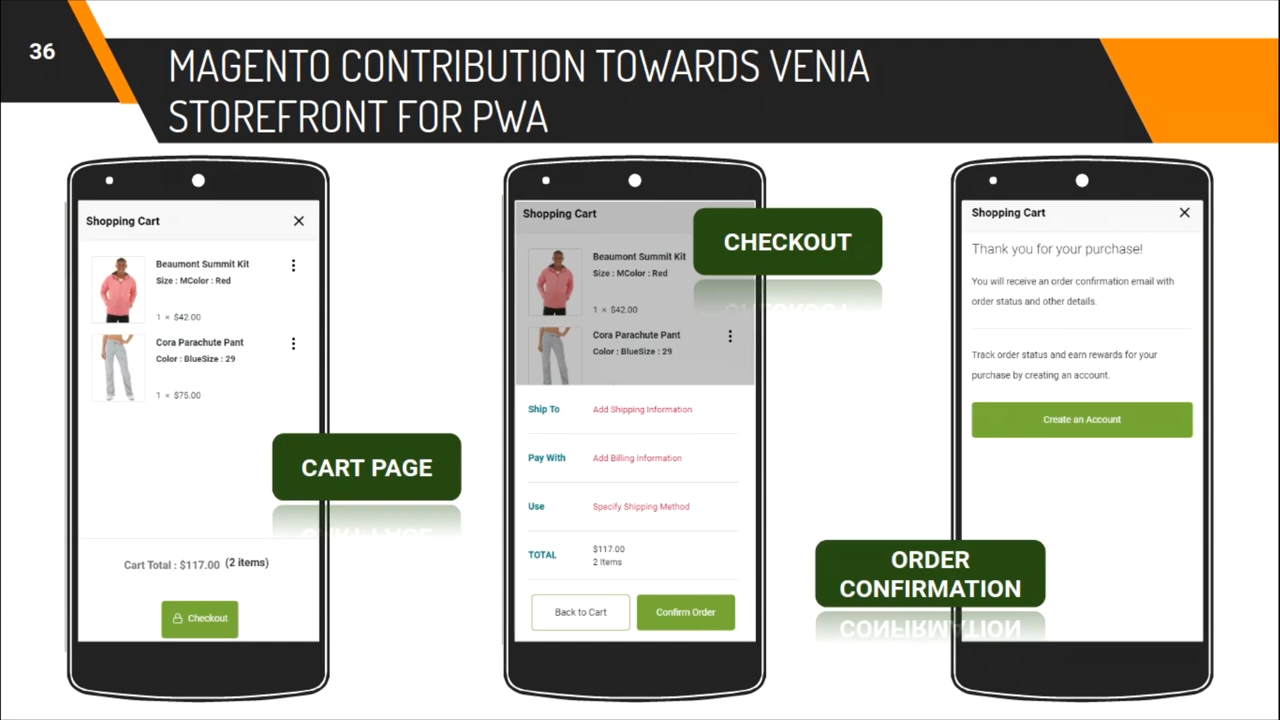 36
MAGENTO CONTRIBUTION TOWARDS VENIA
STOREFRONT FOR PWA
Shopping Cart
Beaumont Summit Kit
Size : MColor : Red
1 × $42.00
Cora Parachute Pant
Color : BlueSize : 29
1 × $75.00
CART PAGE
Cart Total : $117.00 (2 items)
Checkout
Shopping Cart
CHECKOUT
Beaumont Summit Kit
Size : MColor : Red
1 × $42.00
Cora Parachute Pant
Color : BlueSize : 29
Ship To Add Shipping Information
Pay With Add Billing Information
Use Specify Shipping Method
TOTAL $117.00
2 Items
Back to Cart Confirm Order
Shopping Cart
Thank you for your purchase!
You will receive an order confirmation email with
order status and other details.
Track order status and earn rewards for your
purchase by creating an account.
Create an Account
ORDER
CONFIRMATION